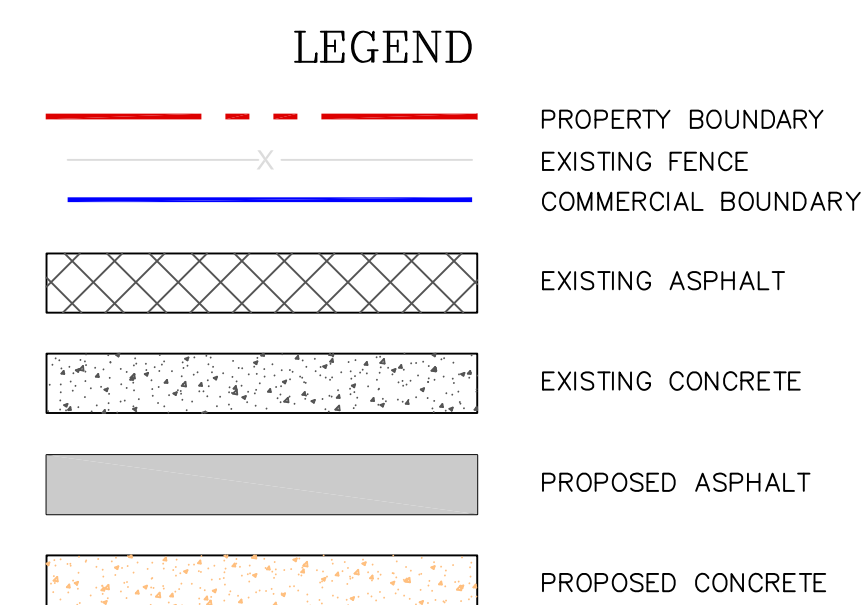 LEGEND
PROPERTY BOUNDARY
X
EXISTING FENCE
COMMERCIAL BOUNDARY
EXISTING ASPHALT
EXISTING CONCRETE
PROPOSED ASPHALT
PROPOSED CONCRETE